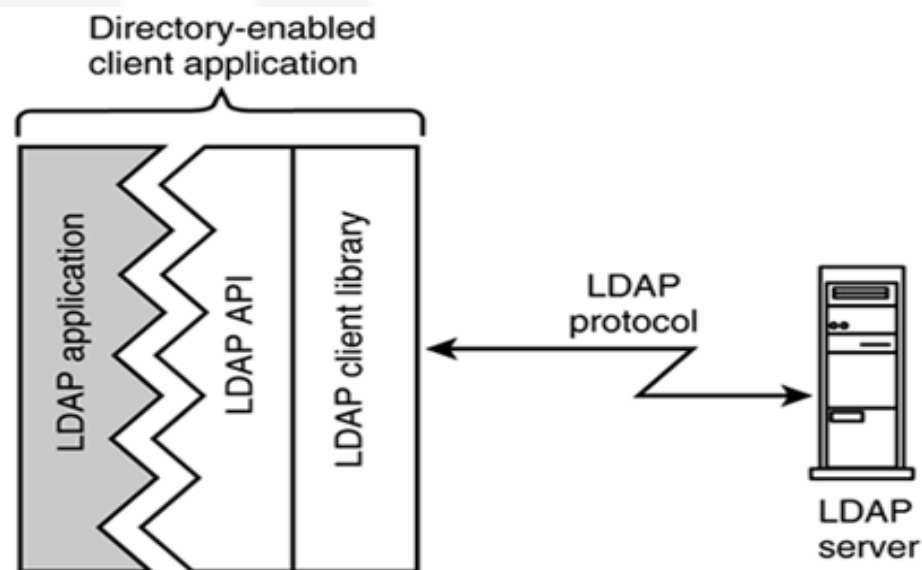 Directory-enabled
client application
LDAP application
LDAP API
LDAP client library
LDAP
protocol
LDAP
server